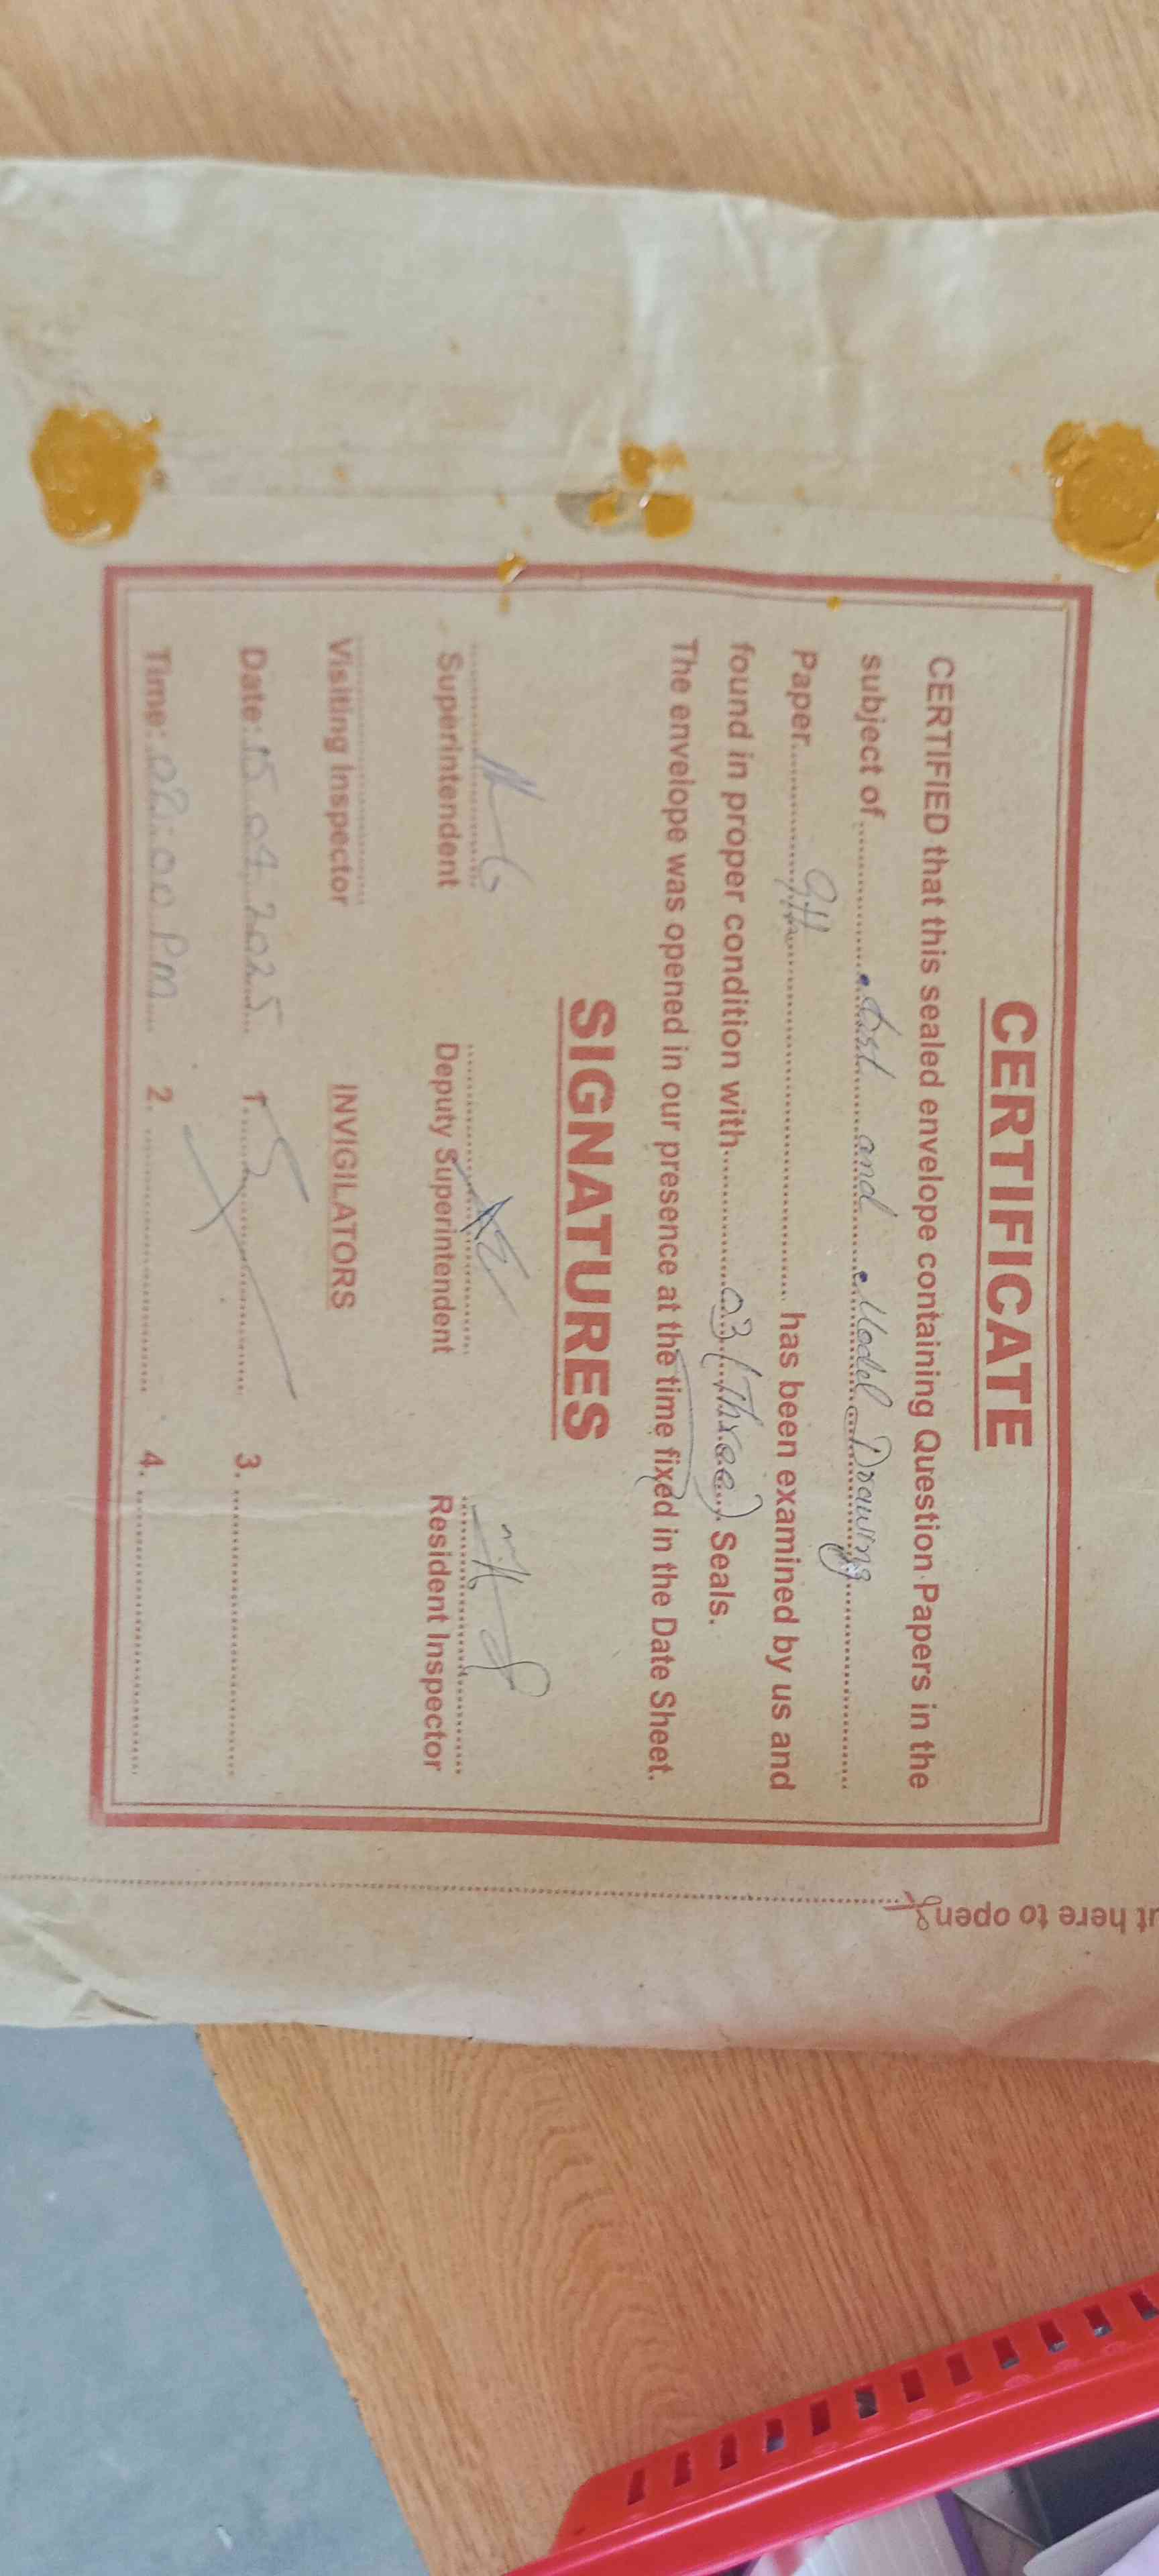 CERTIFICATE
CERTIFIED that this sealed envelope containing Question Papers in the
subject of Art and Model Drawing
Paper 9th has been examined by us and
found in proper condition with 03 (Three) Seals.
The envelope was opened in our presence at the time fixed in the Date Sheet.
SIGNATURES
Superintendent Deputy Superintendent Resident Inspector
Visiting Inspector INVIGILATORS
Date: 15.04.2025 1. 3.
Time: 02:00 Pm 2. 4.
ut here to open